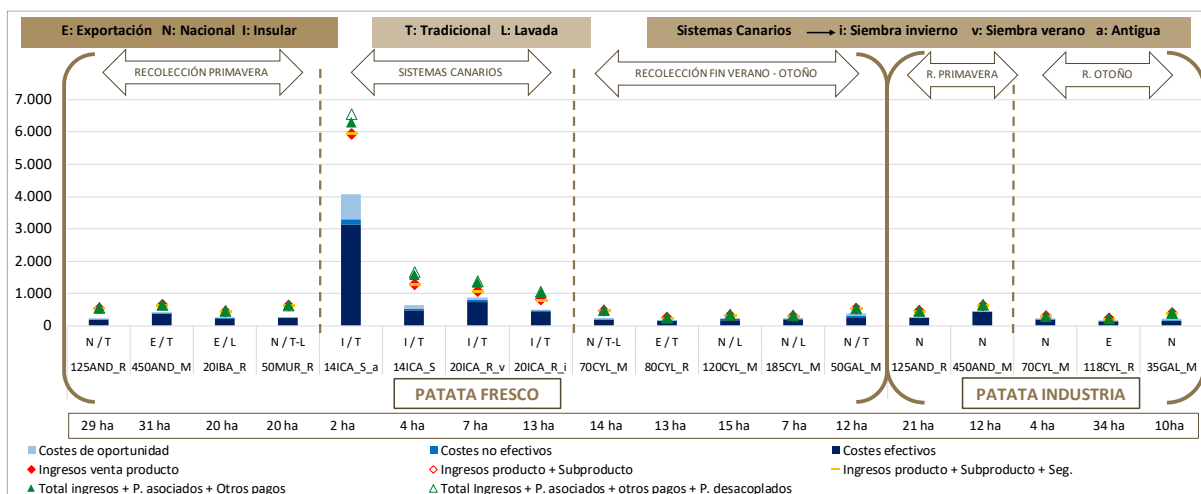 E: Exportación N: Nacional I: Insular
T: Tradicional L: Lavada
Sistemas Canarios i: Siembra invierno v: Siembra verano a: Antigua
RECOLECCIÓN PRIMAVERA
SISTEMAS CANARIOS
RECOLECCIÓN FIN VERANO - OTOÑO
R. PRIMAVERA
R. OTOÑO
7.000
6.000
5.000
4.000
3.000
2.000
1.000
0
N / T E / T E / L N / T-L I / T I / T I / T I / T N / T-L E / T N / L N / L N / T N N N E N
125AND_R 450AND_M 20IBA_R 50MUR_R 14ICA_S_a 14ICA_S 20ICA_R_v 20ICA_R_i 70CYL_M 80CYL_R 120CYL_M 185CYL_M 50GAL_M 125AND_R 450AND_M 70CYL_M 118CYL_R 35GAL_M
PATATA FRESCO
PATATA INDUSTRIA
29 ha 31 ha 20 ha 20 ha 2 ha 4 ha 7 ha 13 ha 14 ha 13 ha 15 ha 7 ha 12 ha 21 ha 12 ha 4 ha 34 ha 10ha
Costes de oportunidad Costes no efectivos Costes efectivos
Ingresos venta producto Ingresos producto + Subproducto Ingresos producto + Subproducto + Seg.
Total ingresos + P. asociados + Otros pagos Total Ingresos + P. asociados + otros pagos + P. desacoplados